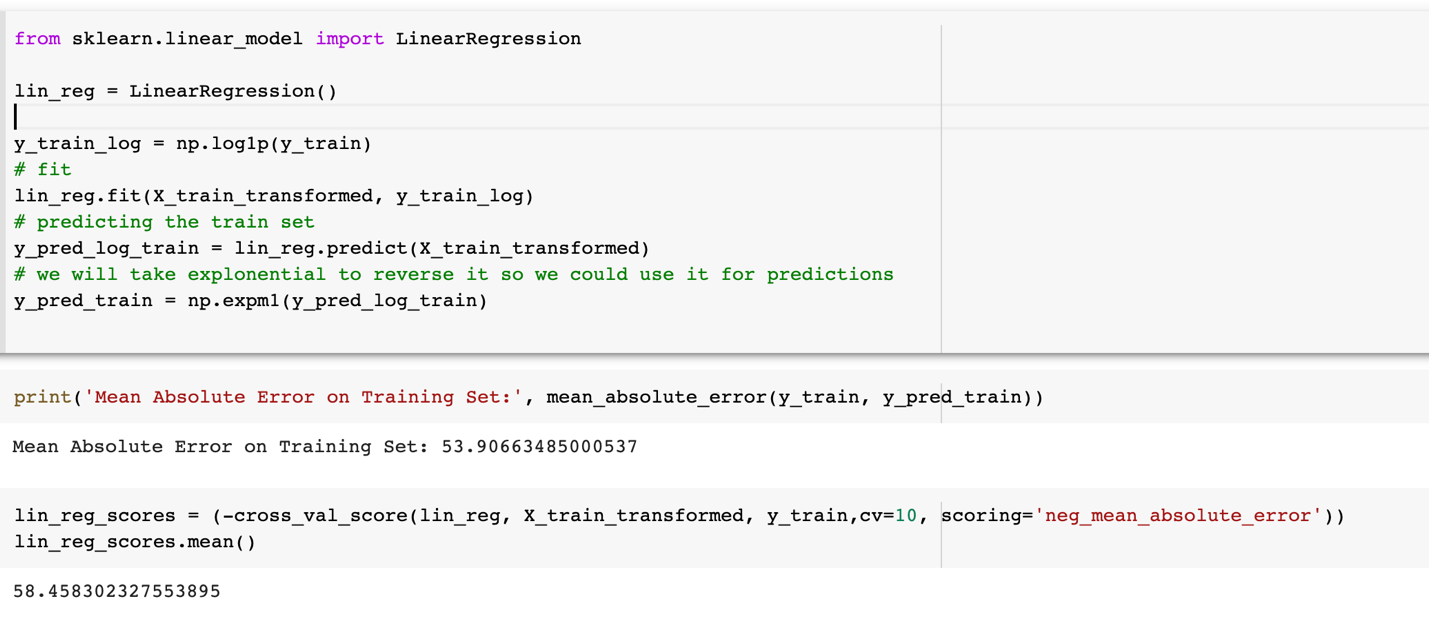 from sklearn.linear_model import LinearRegression
lin_reg = LinearRegression()
y_train_log = np.log1p(y_train)
# fit
lin_reg.fit(X_train_transformed, y_train_log)
# predicting the train set
y_pred_log_train = lin_reg.predict(X_train_transformed)
# we will take explonential to reverse it so we could use it for predictions
y_pred_train = np.expm1(y_pred_log_train)
print('Mean Absolute Error on Training Set:', mean_absolute_error(y_train, y_pred_train))
Mean Absolute Error on Training Set: 53.90663485000537
lin_reg_scores = (-cross_val_score(lin_reg, X_train_transformed, y_train,cv=10, scoring='neg_mean_absolute_error'))
lin_reg_scores.mean()
58.458302327553895